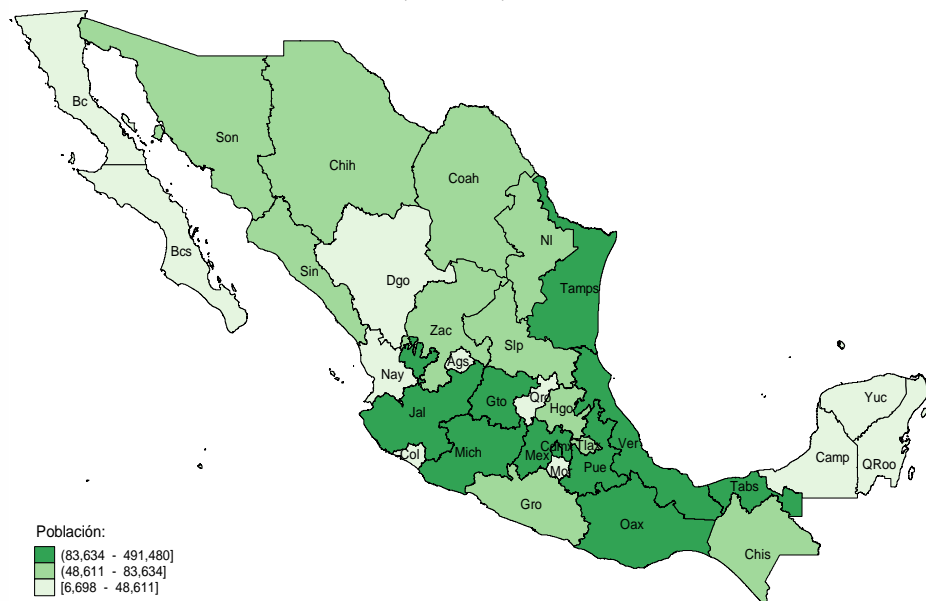 Bc
Son
Chih
Coah
Nl
Bcs
Sin
Dgo
Tamps
Zac
Slp
Ags
Nay
Qro
Yuc
Gto
Hgo
Jal
Cdmx
Tlax
Ver
Col
Mich
Mex
Camp
QRoo
Mor
Pue
Tabs
Gro
Oax
Chis
Población:
(83,634 - 491,480]
(48,611 - 83,634]
[6,698 - 48,611]